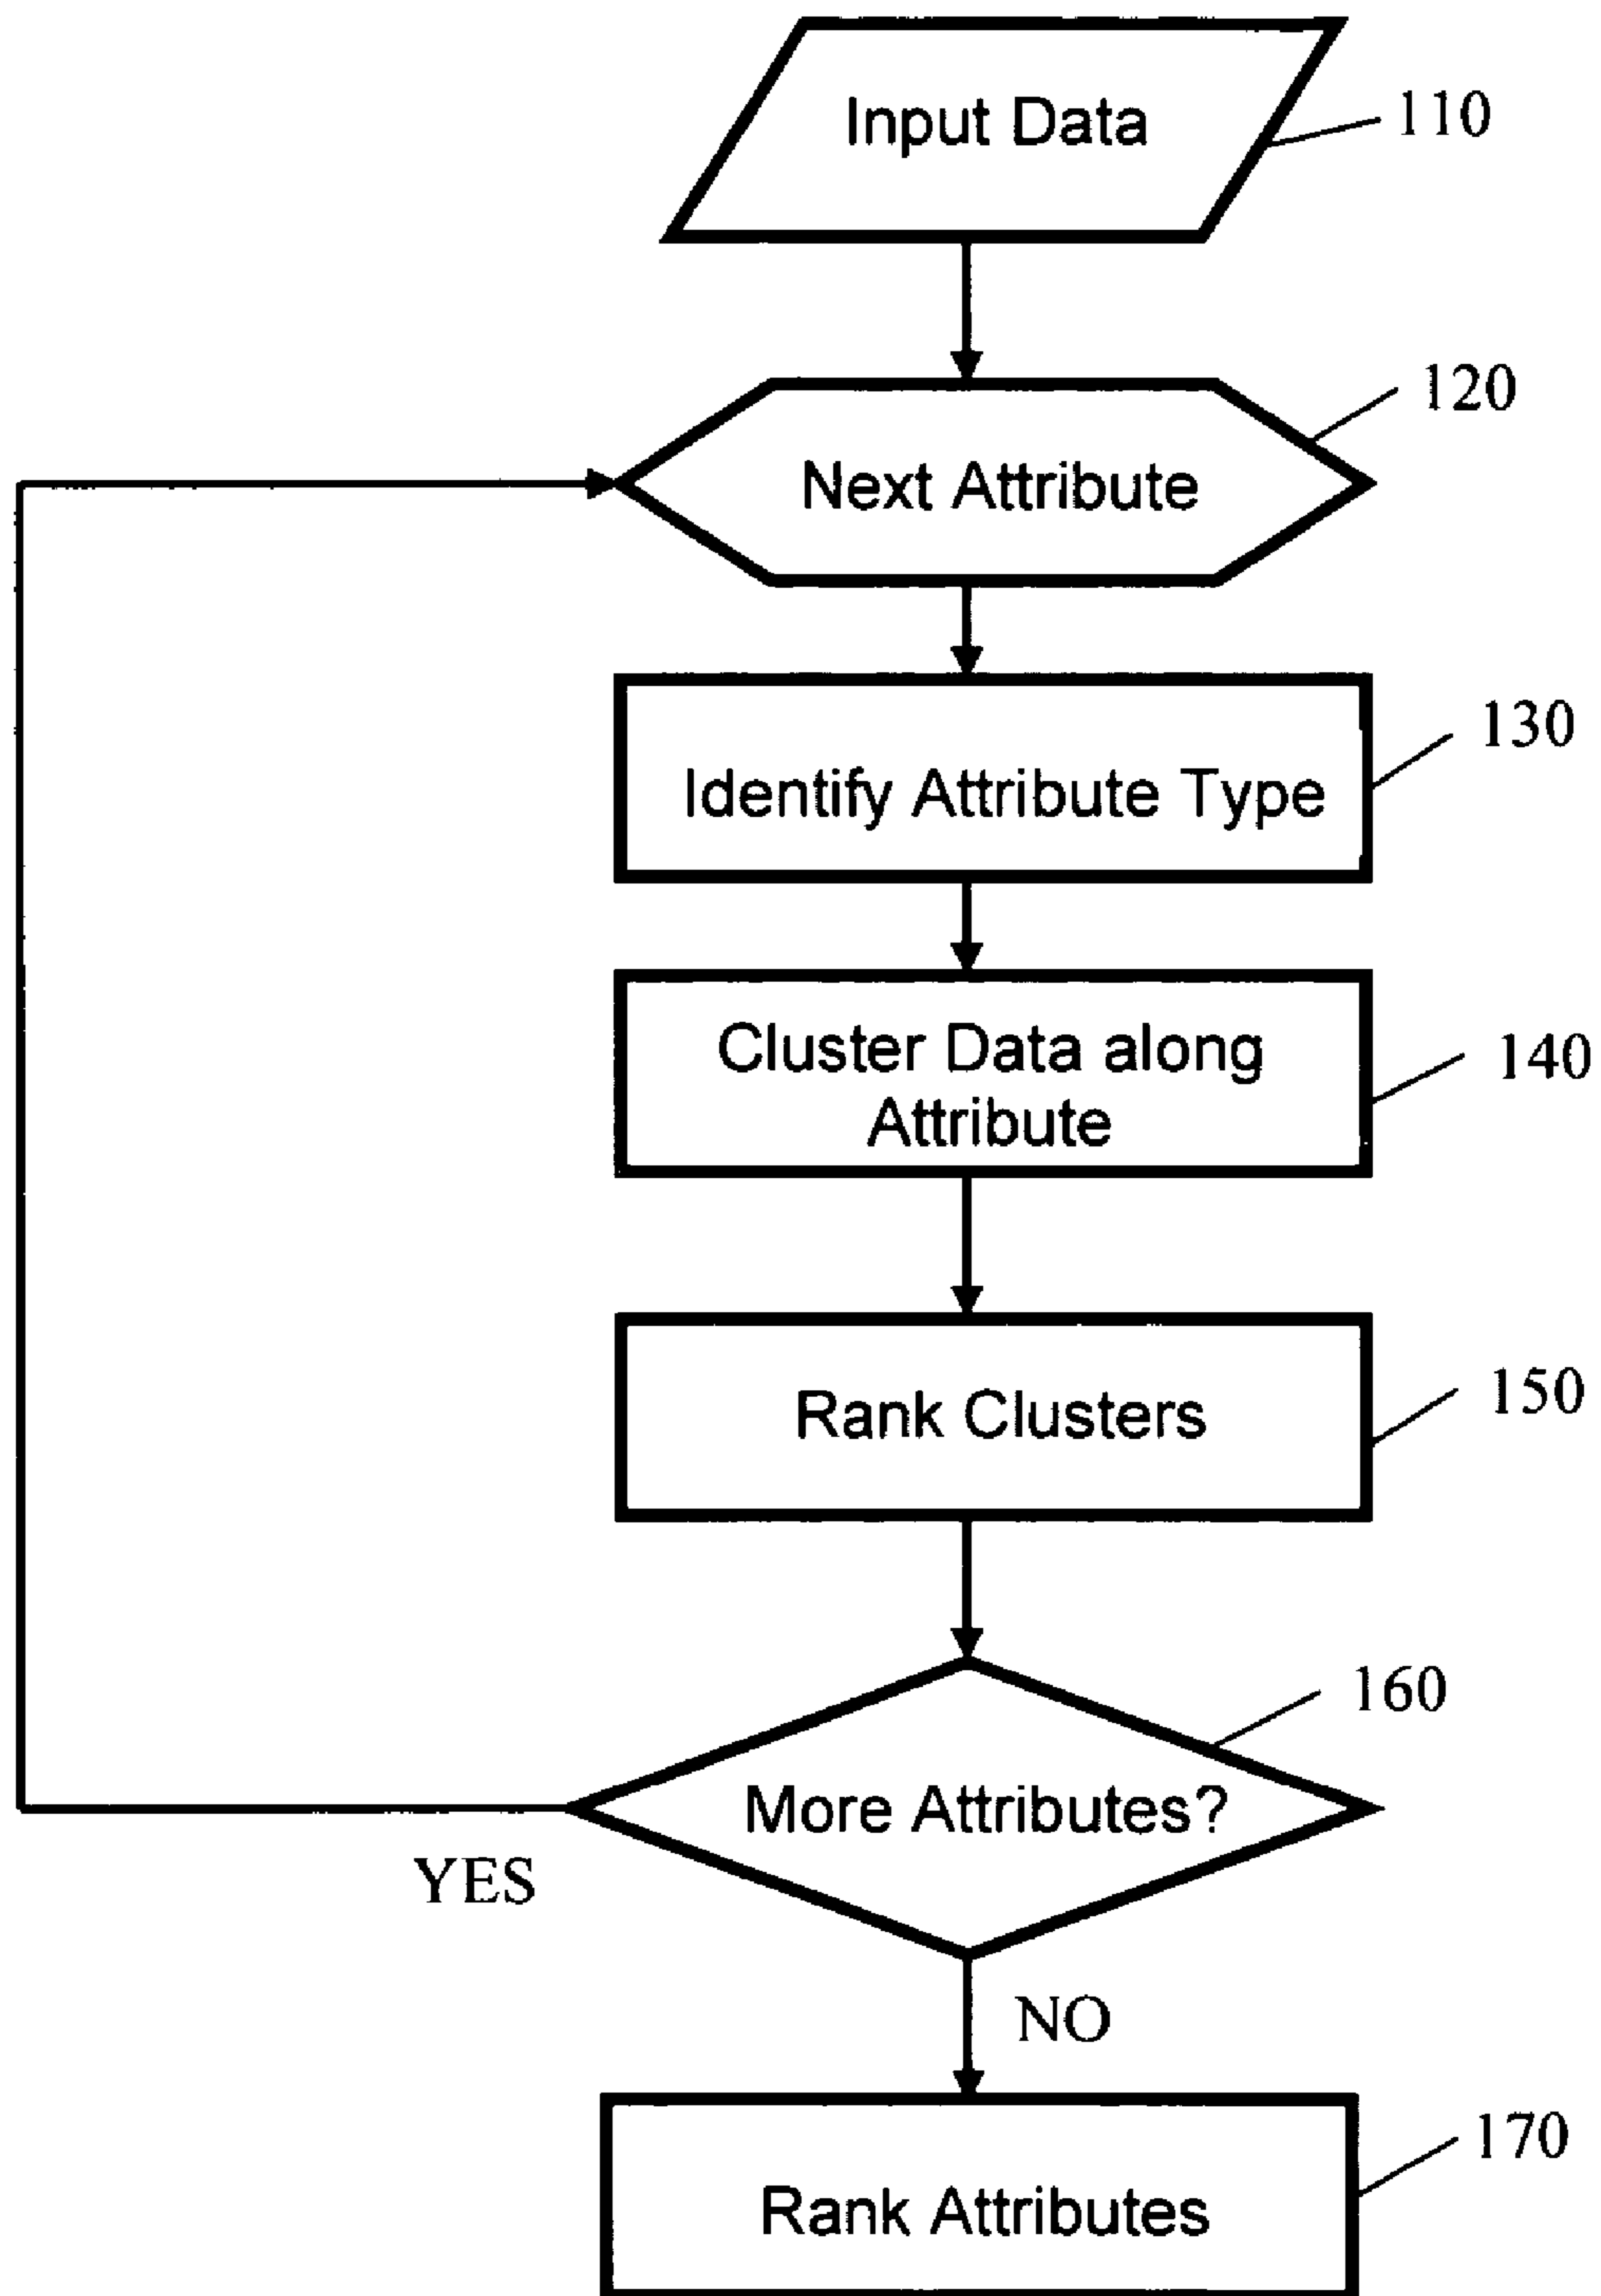 Input Data
110
Next Attribute
120
Identify Attribute Type
130
Cluster Data along
Attribute
140
Rank Clusters
150
More Attributes?
160
YES
NO
Rank Attributes
170